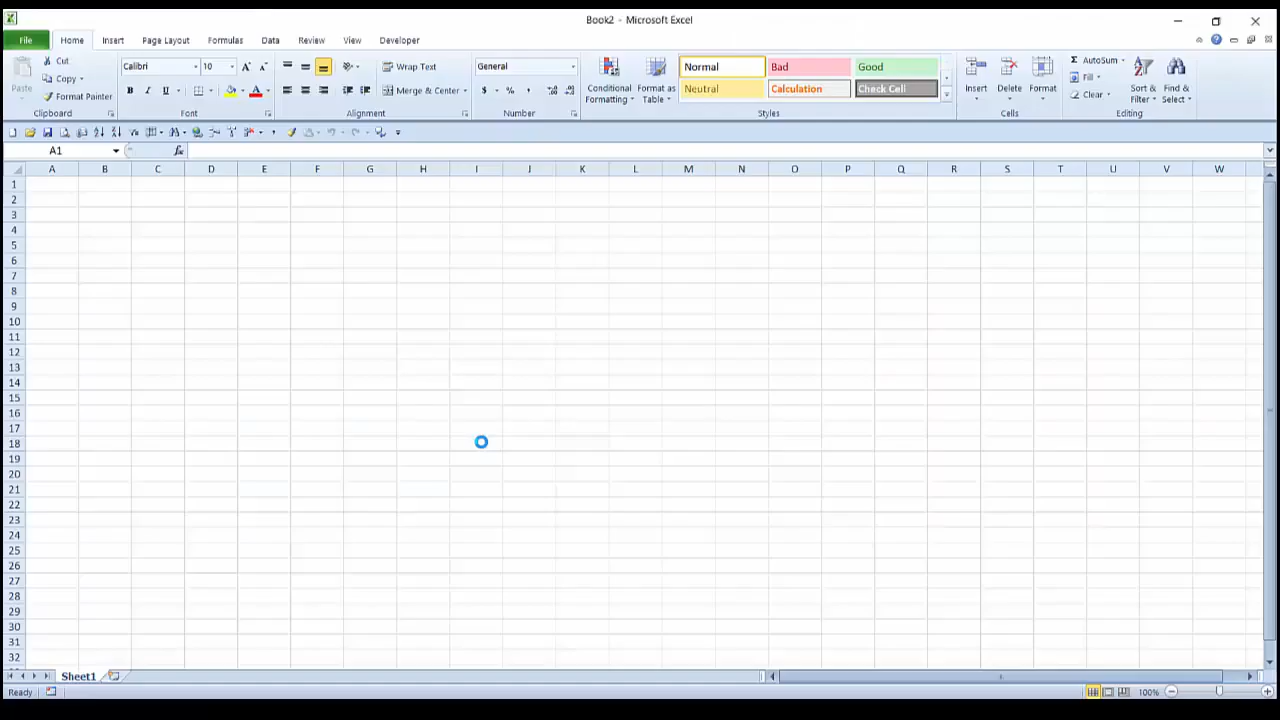 Book2 - Microsoft Excel
File Home Insert Page Layout Formulas Data Review View Developer
Cut
Copy
Format Painter
Paste
Clipboard
Calibri 10
B I U
Font
Wrap Text
Merge & Center
Alignment
General
$ % ,
Number
Conditional Formatting
Format as Table
Normal Bad Good
Neutral Calculation Check Cell
Styles
Insert Delete Format
Cells
AutoSum
Fill
Clear
Sort & Filter
Find & Select
Editing
A1 fx
A B C D E F G H I J K L M N O P Q R S T U V W
1
2
3
4
5
6
7
8
9
10
11
12
13
14
15
16
17
18
19
20
21
22
23
24
25
26
27
28
29
30
31
32
Sheet1
Ready 100%